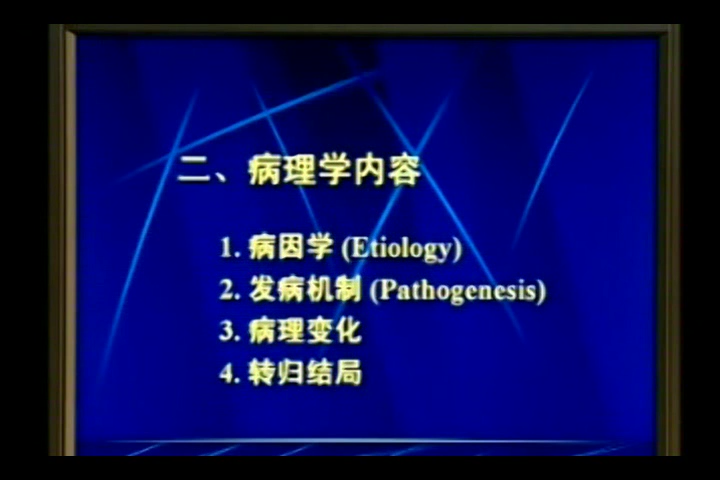 二、病理学内容
1. 病因学 (Etiology)
2. 发病机制 (Pathogenesis)
3. 病理变化
4. 转归结局